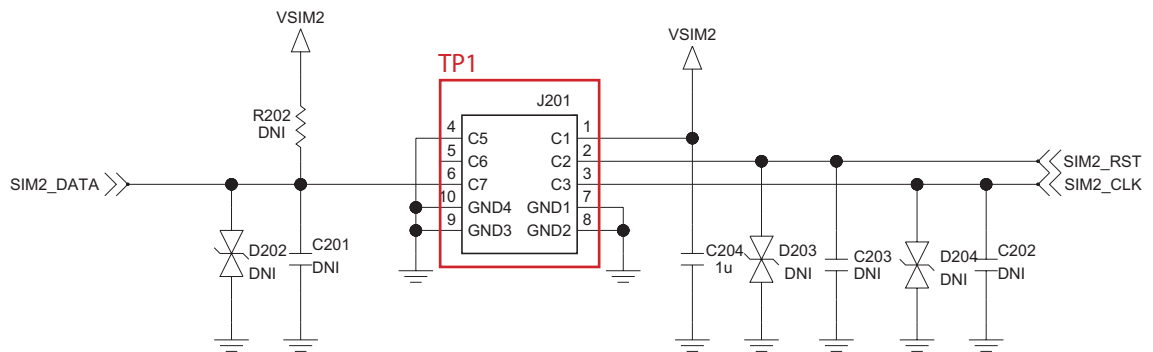 VSIM2
VSIM2
TP1
J201
R202
DNI
4 C5 C1 1
5 C6 C2 2
6 C7 C3 3
10 GND4 GND1 7
9 GND3 GND2 8
SIM2_DATA
SIM2_RST
SIM2_CLK
D202
DNI
C201
DNI
C204
1u
D203
DNI
C203
DNI
D204
DNI
C202
DNI